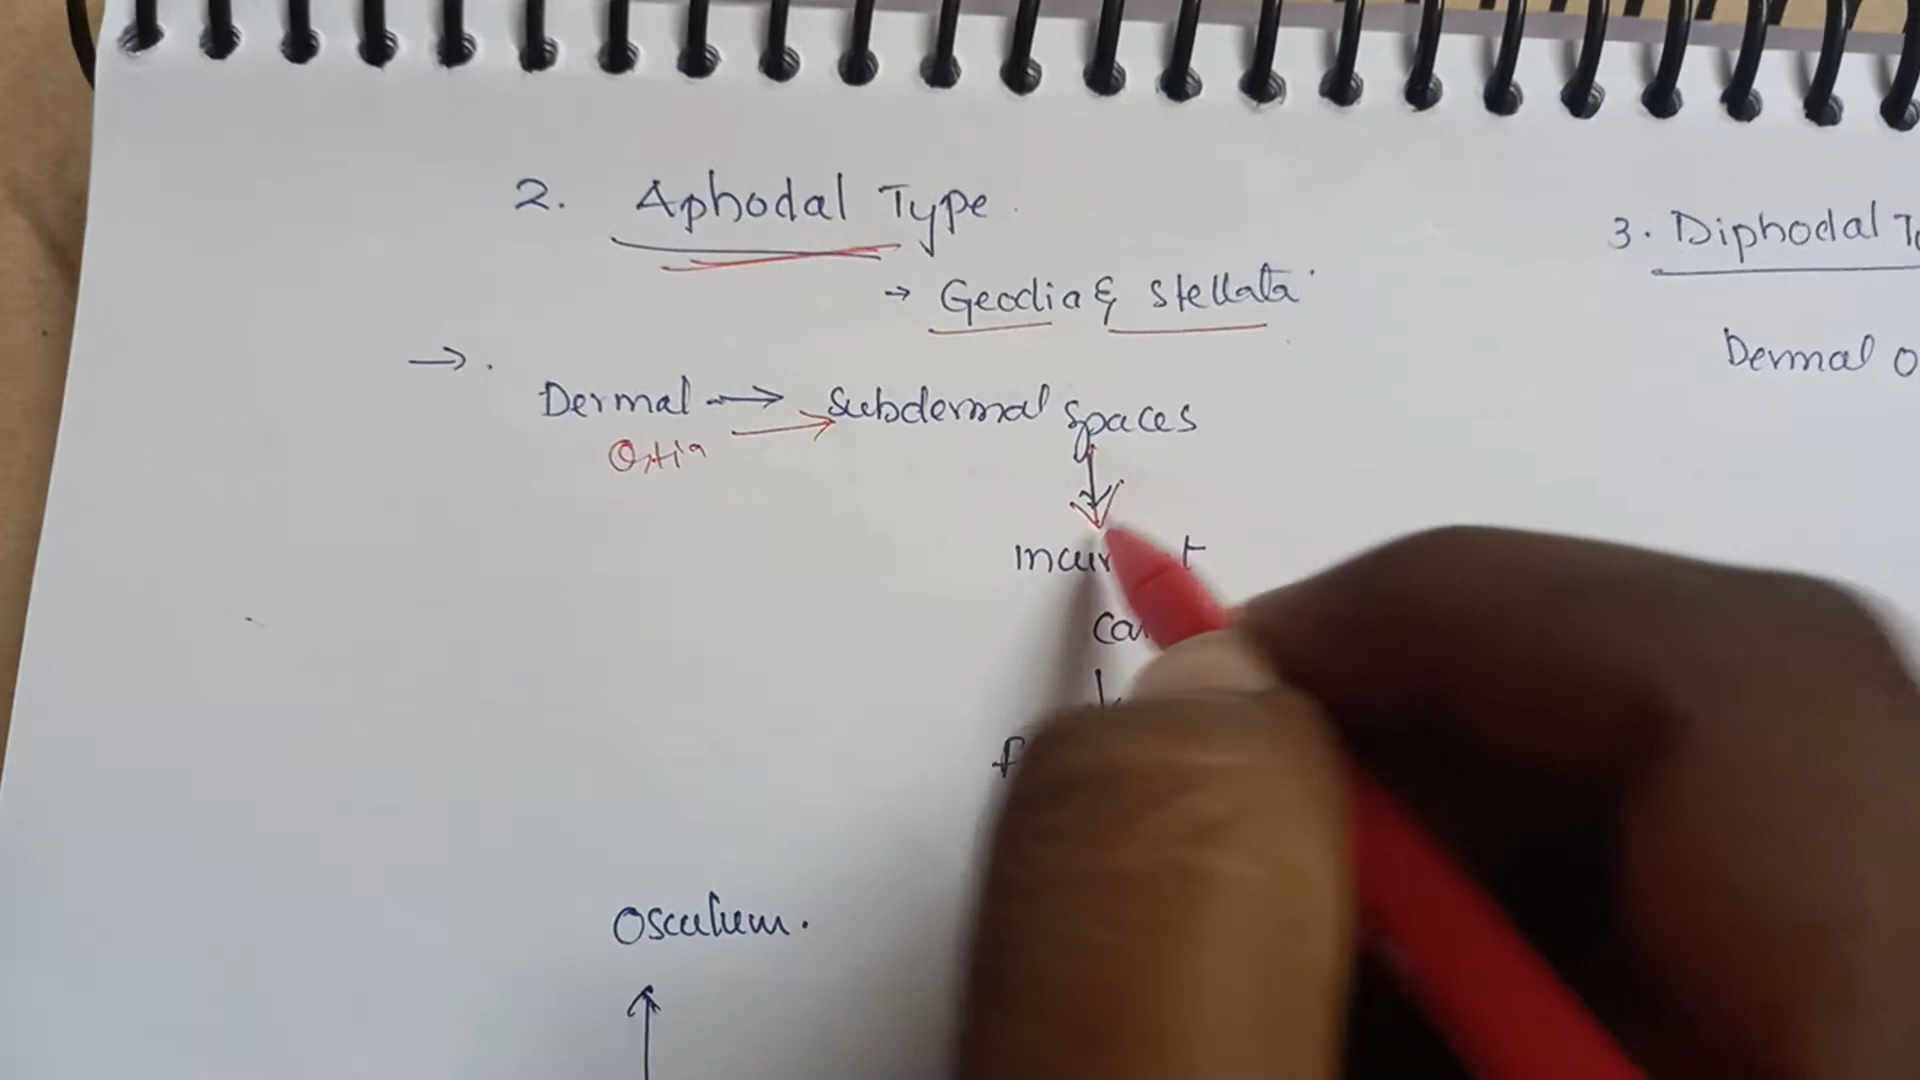 2. Aphodal Type
→ Geodia & Stellata
→.
Dermal → Subdermal spaces
Ostia →
Osculum.
3. Diphodal
Dermal